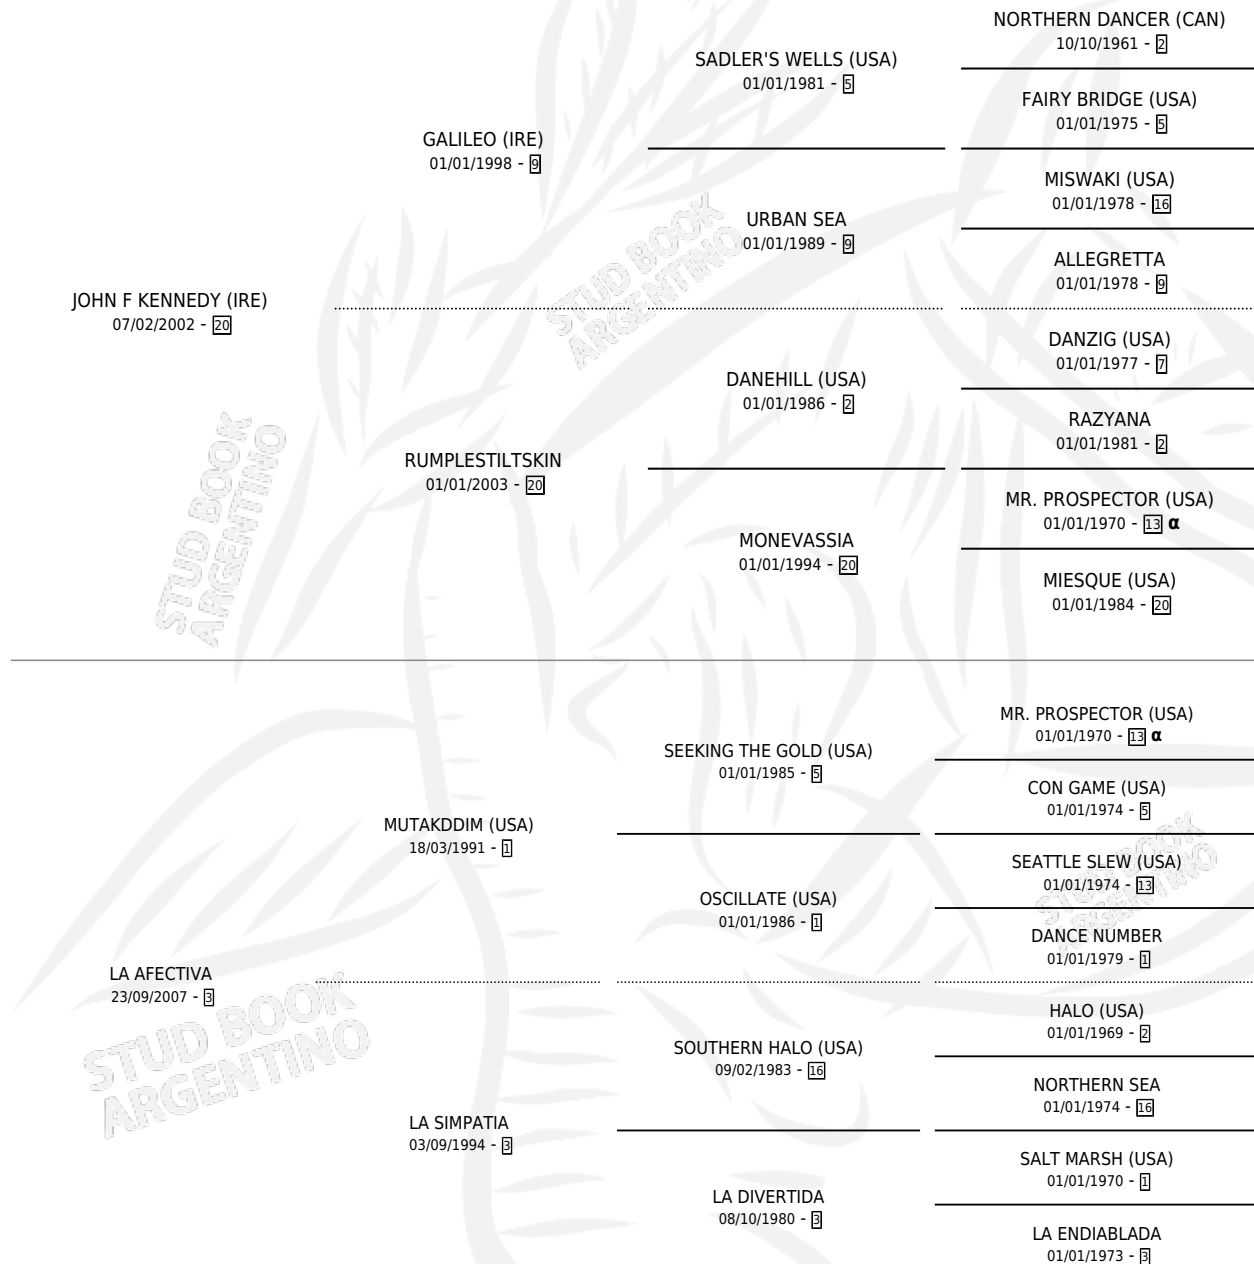 NORTHERN DANCER (CAN)
10/10/1961 - 2
SADLER'S WELLS (USA)
01/01/1981 - 5
FAIRY BRIDGE (USA)
01/01/1975 - 5
GALILEO (IRE)
01/01/1998 - 9
MISWAKI (USA)
01/01/1978 - 16
URBAN SEA
01/01/1989 - 9
ALLEGRETTA
01/01/1978 - 9
JOHN F KENNEDY (IRE)
07/02/2002 - 20
DANZIG (USA)
01/01/1977 - 7
DANEHILL (USA)
01/01/1986 - 2
RAZYANA
01/01/1981 - 2
RUMPLESTILTSKIN
01/01/2003 - 20
MR. PROSPECTOR (USA)
01/01/1970 - 13 α
MONEVASSIA
01/01/1994 - 20
MIESQUE (USA)
01/01/1984 - 20
MR. PROSPECTOR (USA)
01/01/1970 - 13 α
SEEKING THE GOLD (USA)
01/01/1985 - 5
CON GAME (USA)
01/01/1974 - 5
MUTAKDDIM (USA)
18/03/1991 - 1
SEATTLE SLEW (USA)
01/01/1974 - 13
OSCILLATE (USA)
01/01/1986 - 1
DANCE NUMBER
01/01/1979 - 1
LA AFECTIVA
23/09/2007 - 3
HALO (USA)
01/01/1969 - 2
SOUTHERN HALO (USA)
09/02/1983 - 16
NORTHERN SEA
01/01/1974 - 16
LA SIMPATIA
03/09/1994 - 3
SALT MARSH (USA)
01/01/1970 - 1
LA DIVERTIDA
08/10/1980 - 3
LA ENDIABLADA
01/01/1973 - 3
STUD BOOK
ARGENTINO
STUD BOOK
ARGENTINO
STUD BOOK
ARGENTINO
STUD BOOK
ARGENTINO